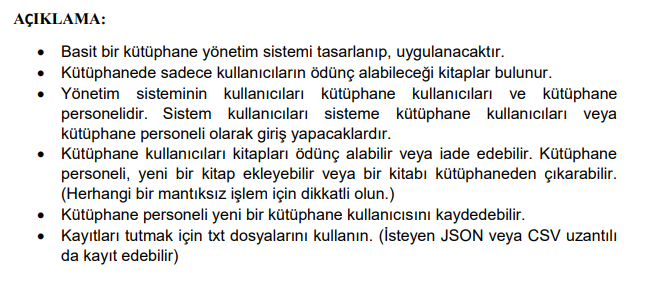 AÇIKLAMA:
• Basit bir kütüphane yönetim sistemi tasarlanıp, uygulanacaktır.
• Kütüphanede sadece kullanıcıların ödünç alabileceği kitaplar bulunur.
• Yönetim sisteminin kullanıcıları kütüphane kullanıcıları ve kütüphane
personelidir. Sistem kullanıcıları sisteme kütüphane kullanıcıları veya
kütüphane personeli olarak giriş yapacaklardır.
• Kütüphane kullanıcıları kitapları ödünç alabilir veya iade edebilir. Kütüphane
personeli, yeni bir kitap ekleyebilir veya bir kitabı kütüphaneden çıkarabilir.
(Herhangi bir mantıksız işlem için dikkatli olun.)
• Kütüphane personeli yeni bir kütüphane kullanıcısını kaydedebilir.
• Kayıtları tutmak için txt dosyalarını kullanın. (İsteyen JSON veya CSV uzantılı
da kayıt edebilir)